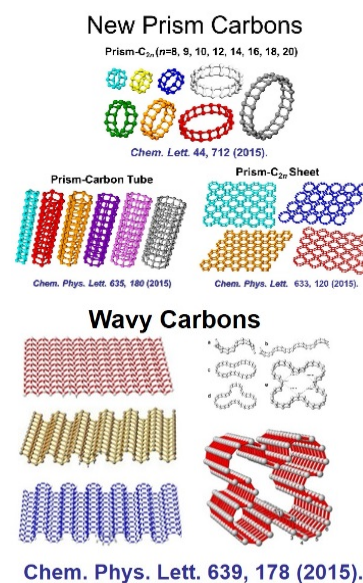 New Prism Carbons
Prism-C2n (n=8, 9, 10, 12, 14, 16, 18, 20)
Chem. Lett. 44, 712 (2015).
Prism-Carbon Tube
Prism-C2n Sheet
Chem. Phys. Lett. 635, 180 (2015)
Chem. Phys. Lett. 633, 120 (2015).
Wavy Carbons
a
b
c
d
e
Chem. Phys. Lett. 639, 178 (2015).